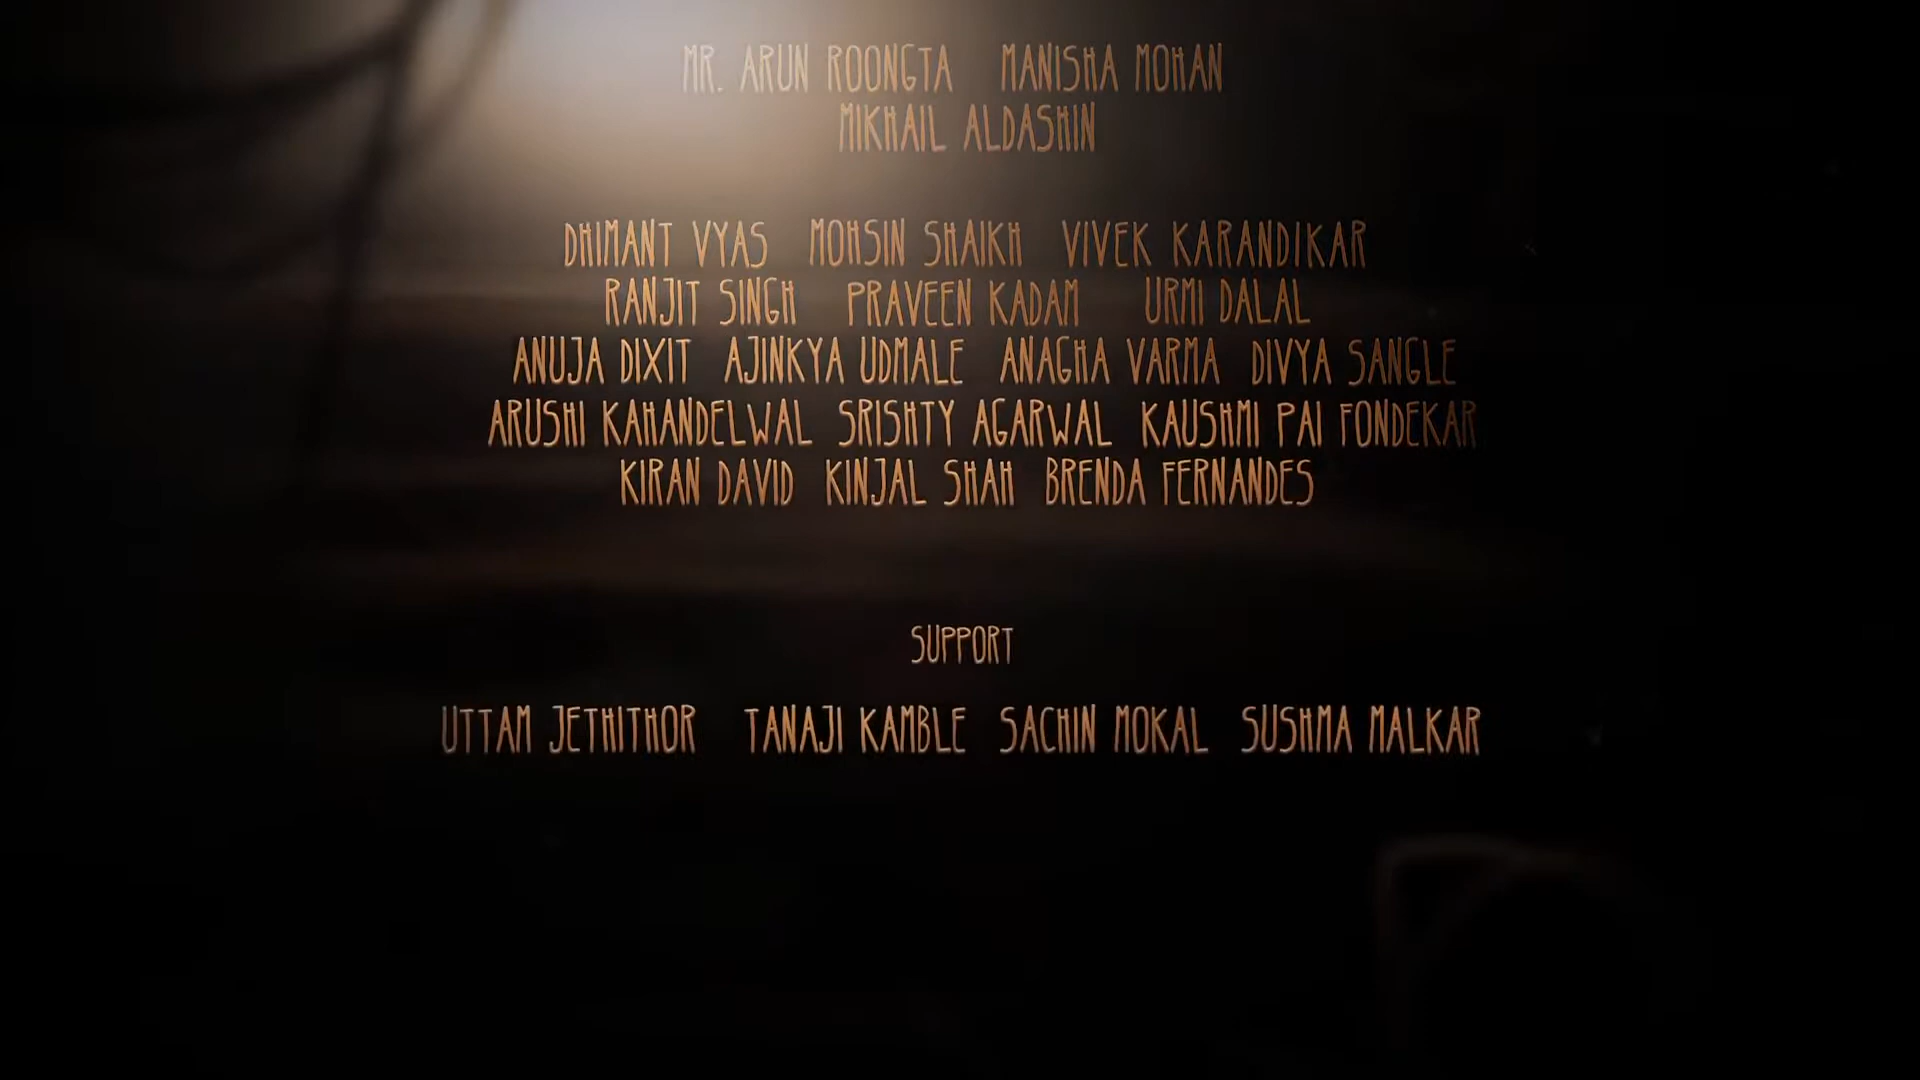 MR. ARUN ROONGTA MANISHA MOHAN
MIKHAIL ALDASHIN
DHIMANT VYAS MOHSIN SHAIKH VIVEK KARANDIKAR
RANJIT SINGH PRAVEEN KADAM URMI DALAL
ANUJA DIXIT AJINKYA UDMALE ANAGHA VARMA DIVYA SANGLE
ARUSHI KAHANDELWAL SRISHTY AGARWAL KAUSHMI PAI FONDEKAR
KIRAN DAVID KINJAL SHAH BRENDA FERNANDES
SUPPORT
UTTAM JETHITHOR TANAJI KAMBLE SACHIN MOKAL SUSHMA MALKAR